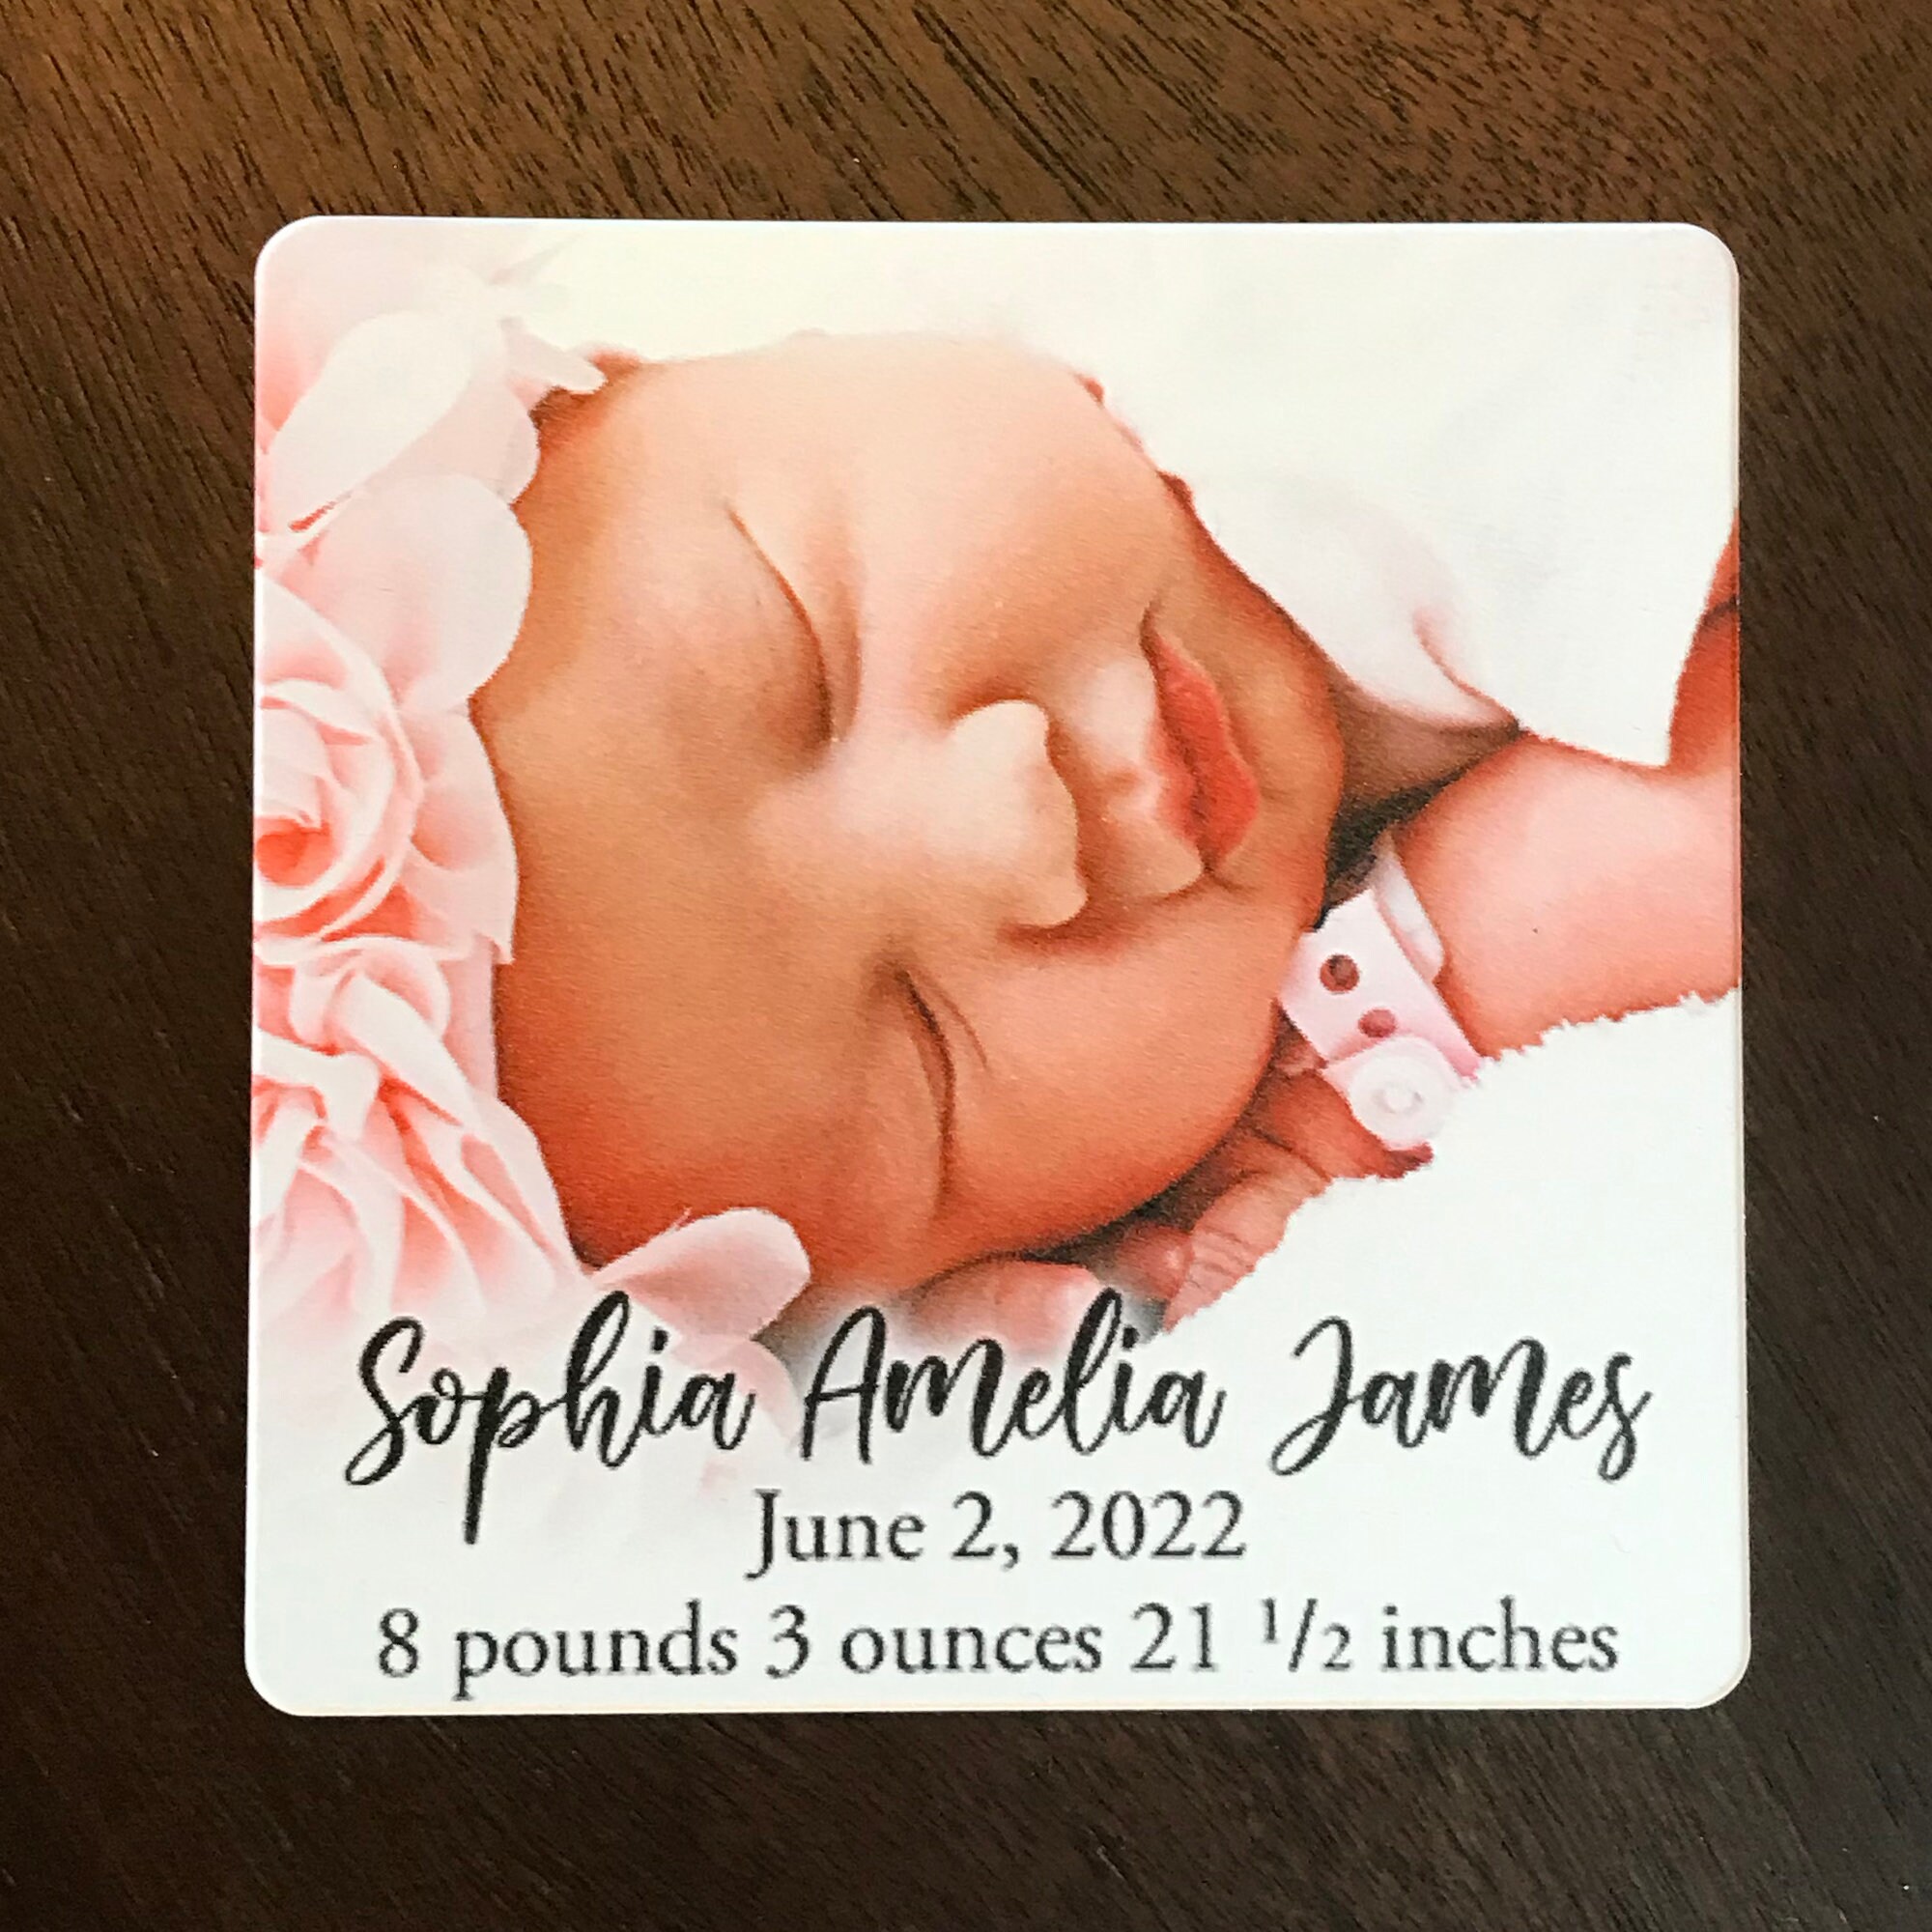 Sophia Amelia James
June 2, 2022
8 pounds 3 ounces 21 1/2 inches